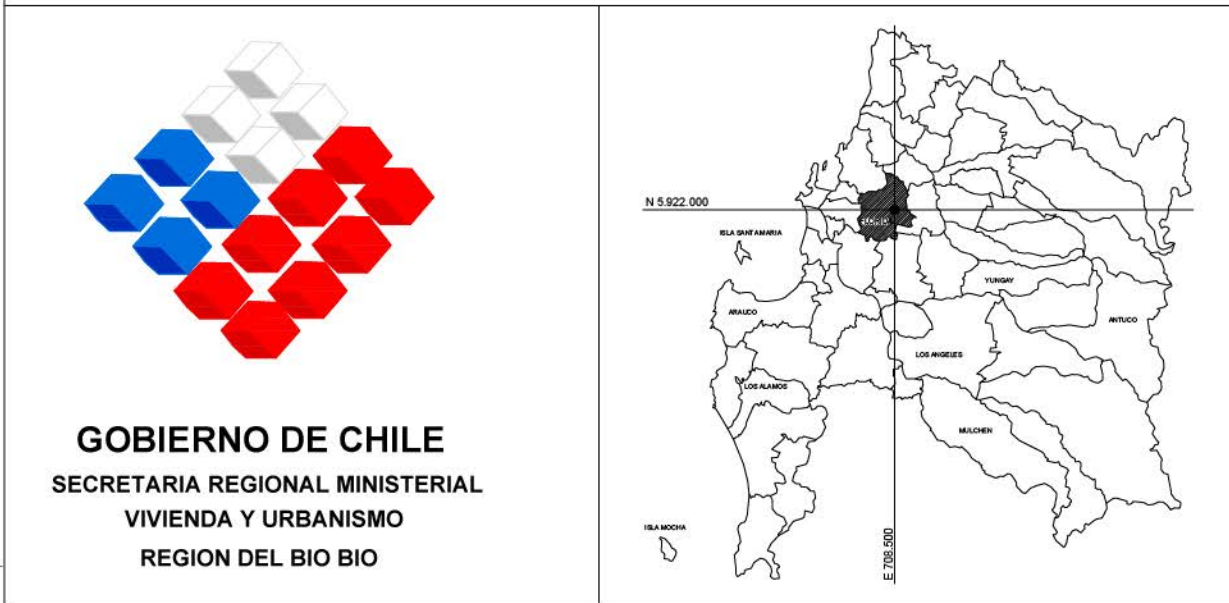 GOBIERNO DE CHILE
SECRETARIA REGIONAL MINISTERIAL
VIVIENDA Y URBANISMO
REGION DEL BIO BIO
N 5.922.000
FLORIDA
ISLA SANTA MARIA
YUNGAY
ARAUCO
ANTUCO
LOS ANGELES
LOS ALAMOS
MULCHEN
ISLA MOCHA
E 708.500